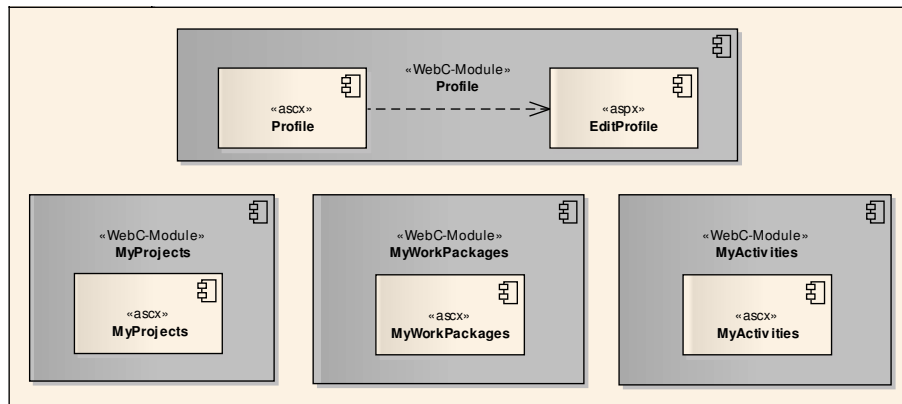 «WebC-Module»
Profile
«ascx»
Profile
«aspx»
EditProfile
«WebC-Module»
MyProjects
«ascx»
MyProjects
«WebC-Module»
MyWorkPackages
«ascx»
MyWorkPackages
«WebC-Module»
MyActivities
«ascx»
MyActivities